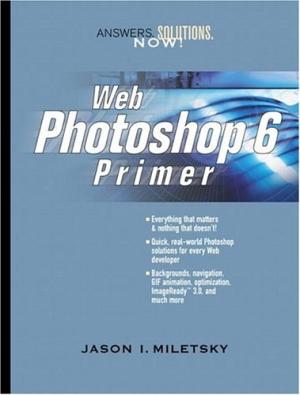 ANSWERS. SOLUTIONS.
NOW!
Web
Photoshop 6
Primer
Everything that matters
& nothing that doesn't!
Quick, real-world Photoshop
solutions for every Web
developer
Backgrounds, navigation,
GIF animation, optimization,
ImageReady™ 3.0, and
much more
JASON I. MILETSKY